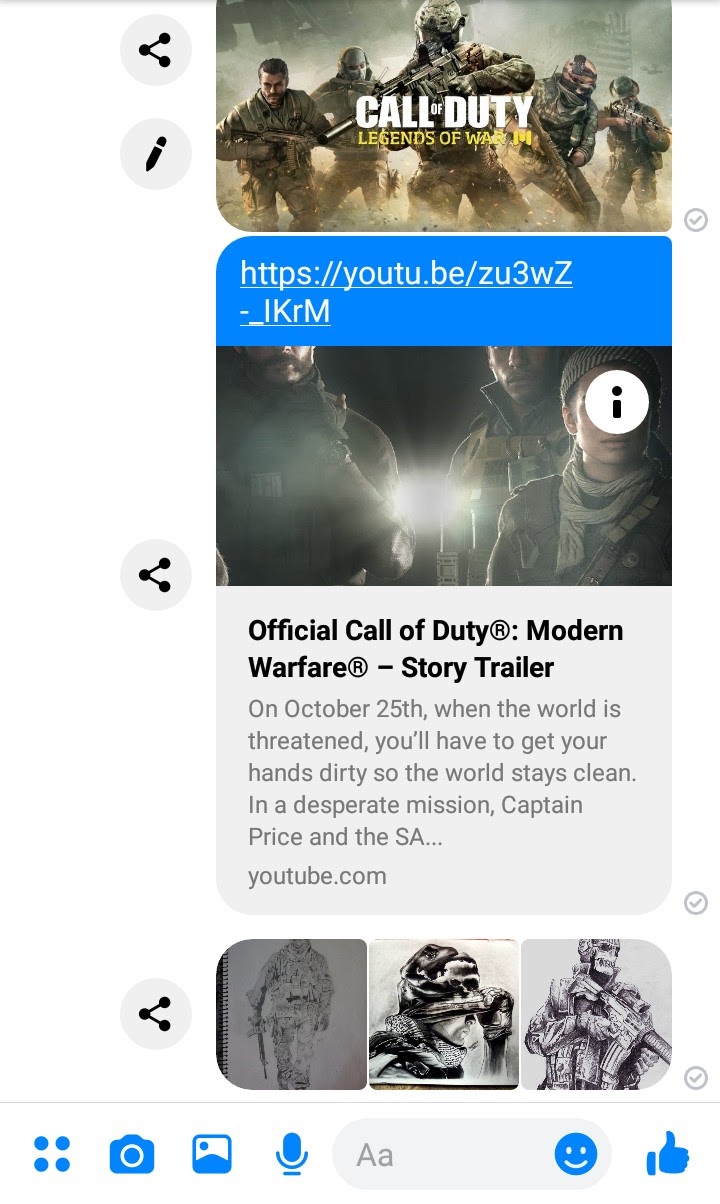 CALL OF DUTY
LEGENDS OF WAR
https://youtu.be/zu3wZ
-_IKrM
Official Call of Duty®: Modern
Warfare® – Story Trailer
On October 25th, when the world is
threatened, you’ll have to get your
hands dirty so the world stays clean.
In a desperate mission, Captain
Price and the SA...
youtube.com
Aa